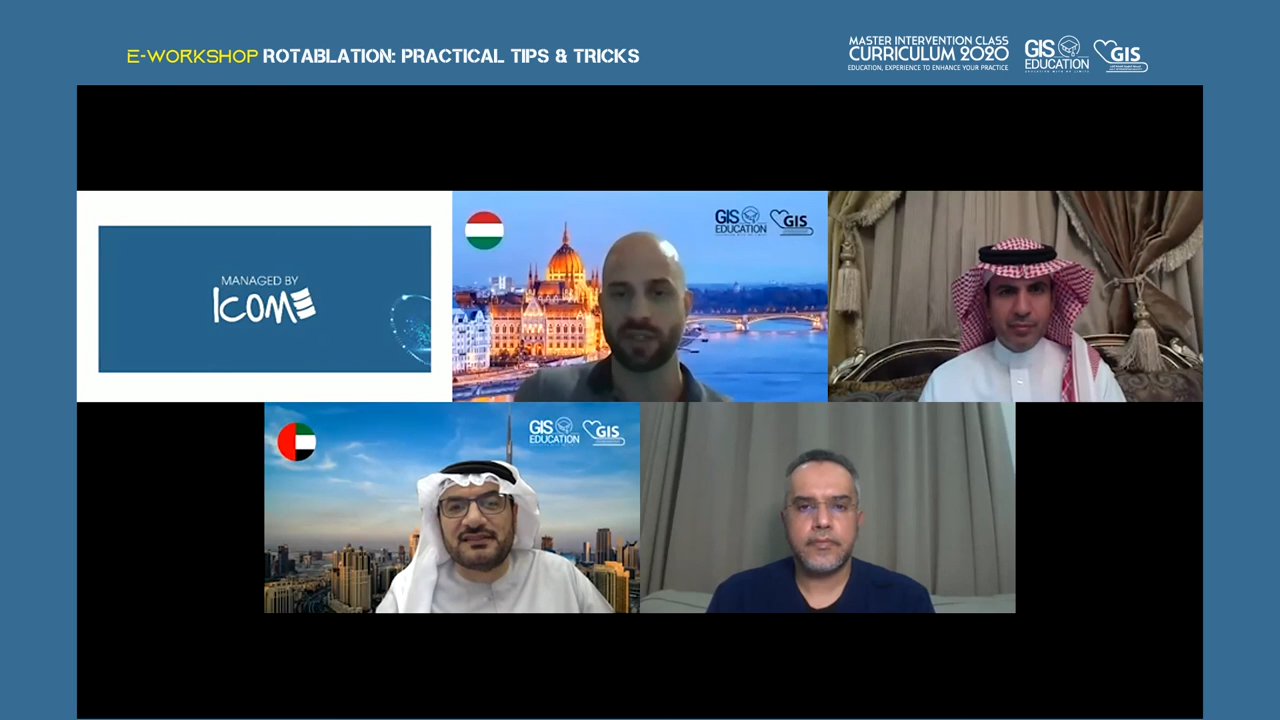 E-WORKSHOP ROTABLATION: PRACTICAL TIPS & TRICKS
MASTER INTERVENTION CLASS
CURRICULUM 2020
EDUCATION, EXPERIENCE TO ENHANCE YOUR PRACTICE
GIS
EDUCATION
GIS
MANAGED BY
ICOME
GIS
EDUCATION
GIS
GIS
EDUCATION
GIS